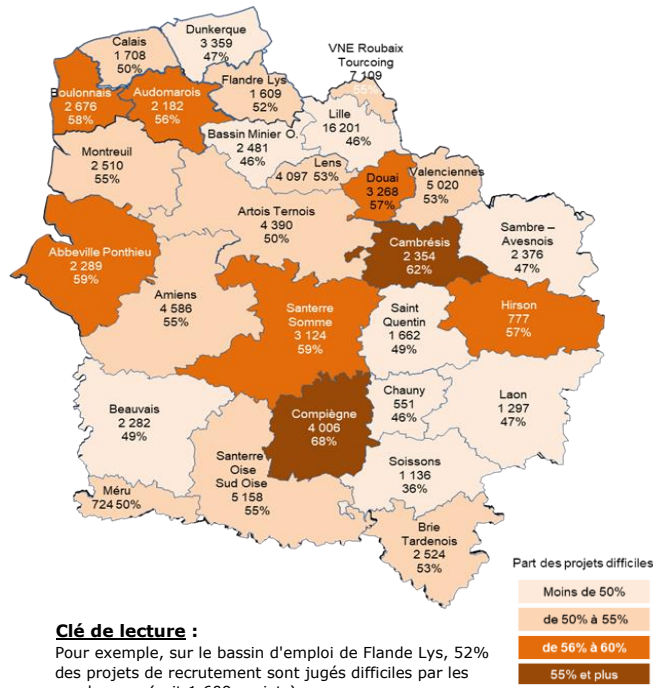 Dunkerque
3 359
47%
Calais
1 708
50%
VNE Roubaix
Tourcoing
7 109
55%
Flandre Lys
1 609
52%
Boulonnais
2 676
58%
Audomarois
2 182
56%
Lille
16 201
46%
Bassin Minier O.
2 481
46%
Montreuil
2 510
55%
Lens
4 097 53%
Douai
3 268
57%
Valenciennes
5 020
53%
Artois Ternois
4 390
50%
Sambre –
Avesnois
2 376
47%
Cambrésis
2 354
62%
Abbeville Ponthieu
2 289
59%
Amiens
4 586
55%
Santerre
Somme
3 124
59%
Saint
Quentin
1 662
49%
Hirson
777
57%
Chauny
551
46%
Laon
1 297
47%
Beauvais
2 282
49%
Compiègne
4 006
68%
Soissons
1 136
36%
Santerre
Oise
Sud Oise
5 158
55%
Méru
724 50%
Brie
Tardenois
2 524
53%
Part des projets difficiles
Moins de 50%
de 50% à 55%
de 56% à 60%
55% et plus
Clé de lecture :
Pour exemple, sur le bassin d'emploi de Flande Lys, 52%
des projets de recrutement sont jugés difficiles par les